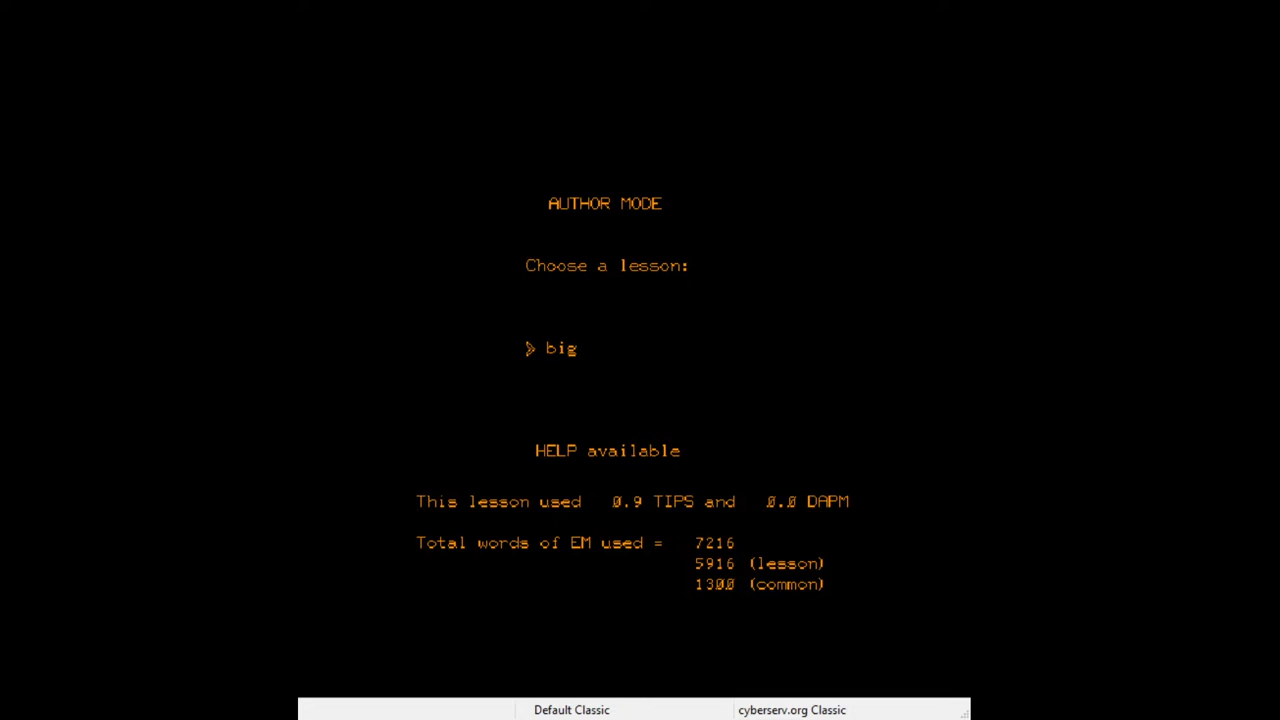 AUTHOR MODE
Choose a lesson:
> big
HELP available
This lesson used 0.9 TIPS and 0.0 DAPM
Total words of EM used = 7216
5916 (lesson)
1300 (common)
Default Classic cyberserv.org Classic